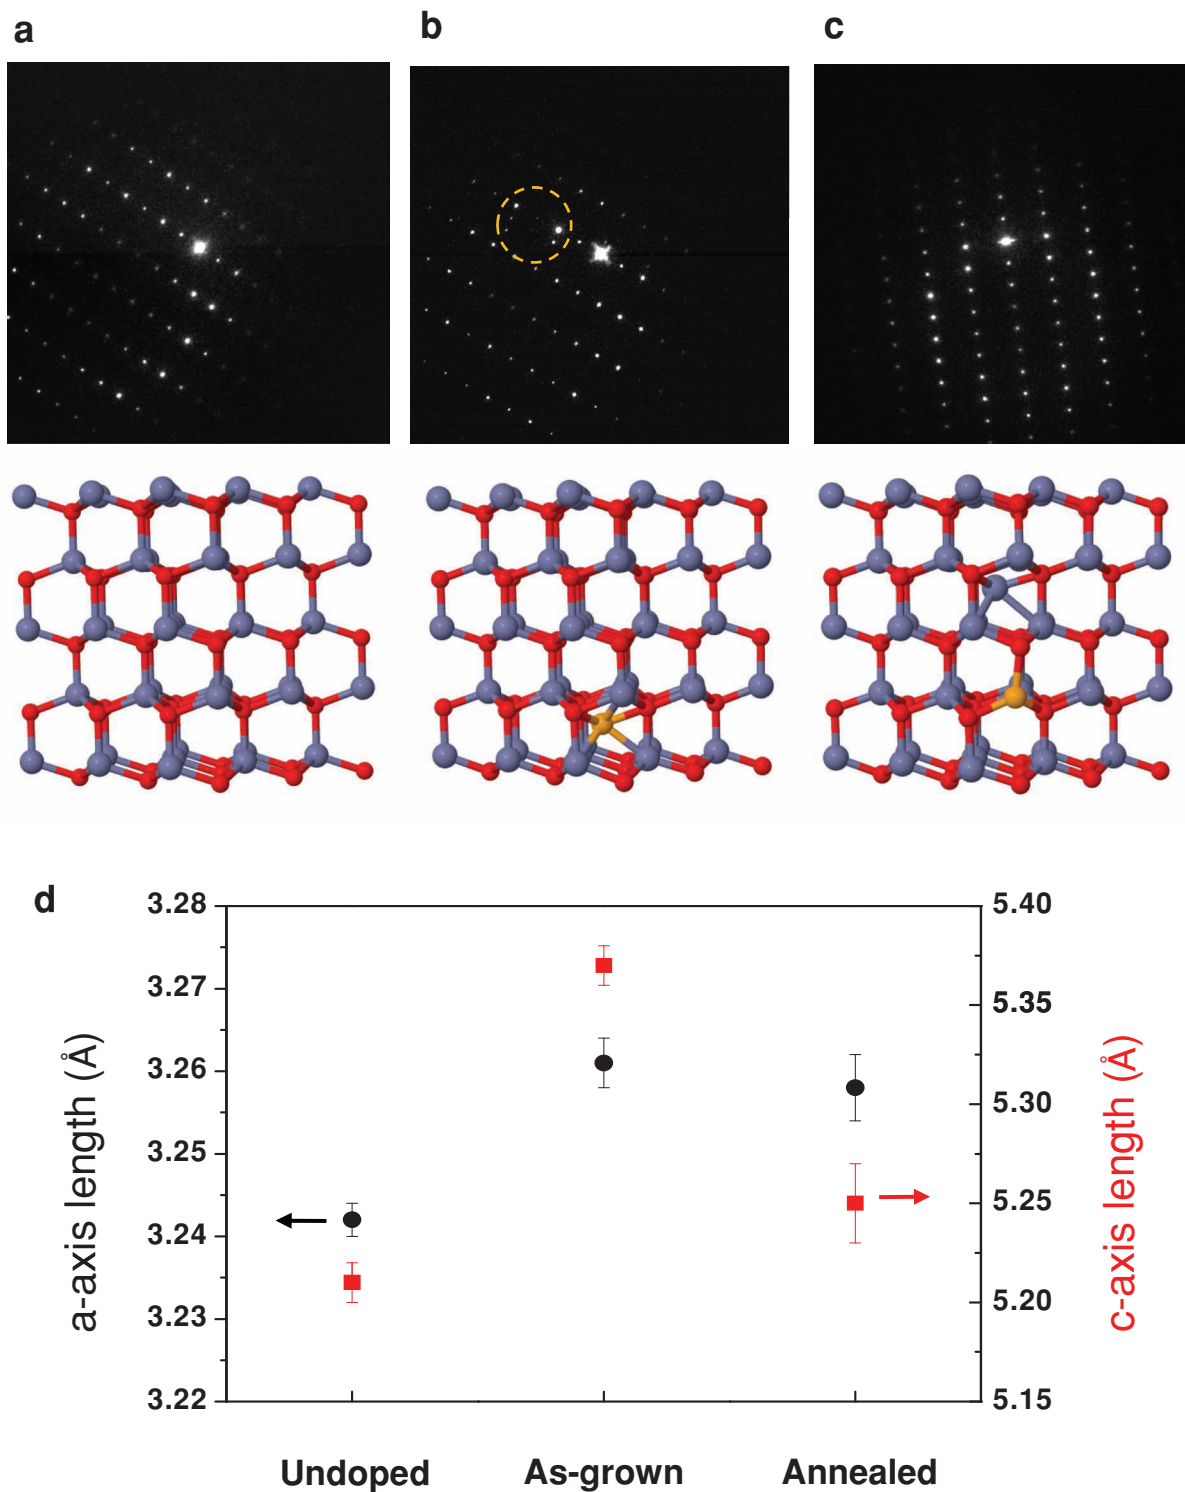 a
b
c
d
3.28
3.27
3.26
3.25
3.24
3.23
3.22
a-axis length (Å)
5.40
5.35
5.30
5.25
5.20
5.15
c-axis length (Å)
Undoped
As-grown
Annealed